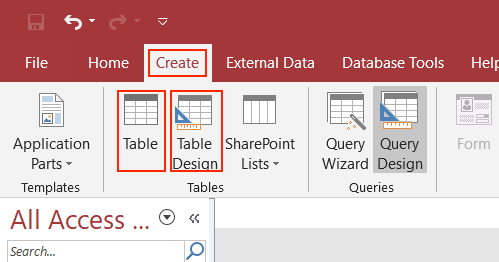 File Home Create External Data Database Tools Help
Application Parts
Table
Table Design
SharePoint Lists
Query Wizard
Query Design
Form
Templates Tables Queries
All Access ...
Search...